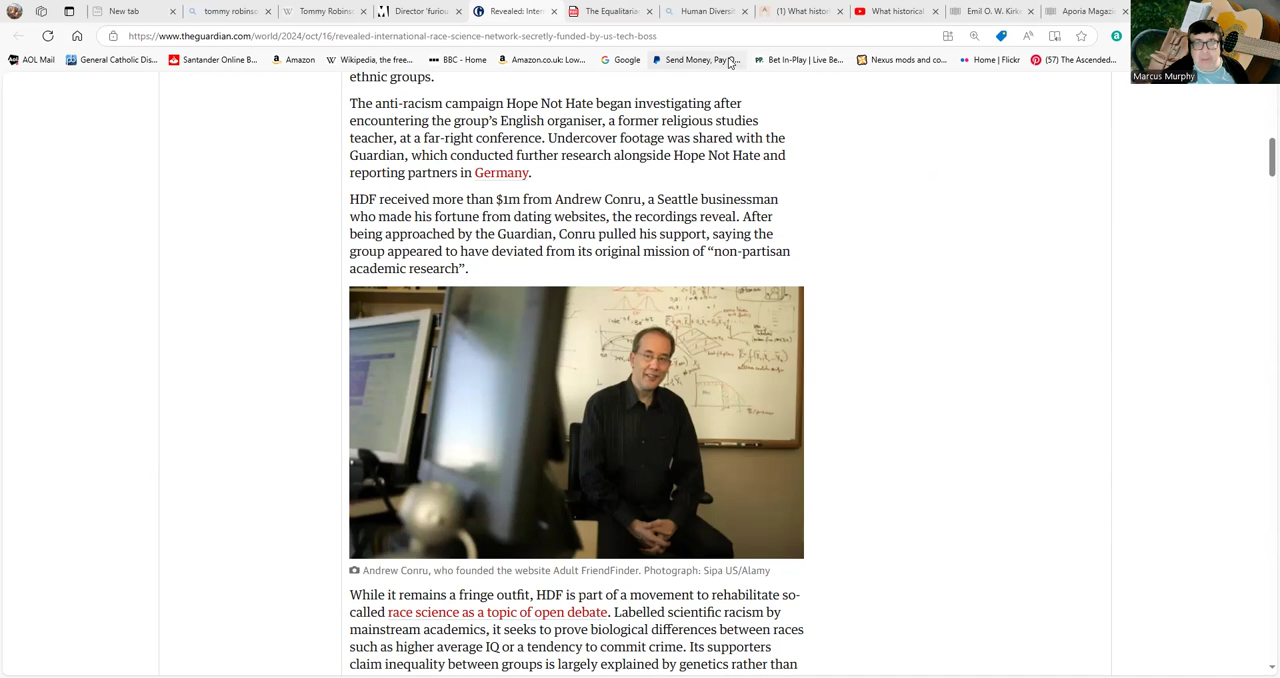 New tab
tommy robins
Tommy Robins
Director 'furiou
Revealed: Inter
The Equalitaria
Human Diversi
(1) What histor
What historical
Emil O. W. Kirk
Aporia Magazi
https://www.theguardian.com/world/2024/oct/16/revealed-international-race-science-network-secretly-funded-by-us-tech-boss
AOL Mail
General Catholic Dis...
Santander Online B...
Amazon
Wikipedia, the free...
BBC - Home
Amazon.co.uk: Low...
Google
Send Money, Pay
Bet In-Play | Live Be...
Nexus mods and co...
Home | Flickr
(57) The Ascended...
Marcus Murphy
ethnic groups.
The anti-racism campaign Hope Not Hate began investigating after
encountering the group's English organiser, a former religious studies
teacher, at a far-right conference. Undercover footage was shared with the
Guardian, which conducted further research alongside Hope Not Hate and
reporting partners in Germany.
HDF received more than $1m from Andrew Conru, a Seattle businessman
who made his fortune from dating websites, the recordings reveal. After
being approached by the Guardian, Conru pulled his support, saying the
group appeared to have deviated from its original mission of “non-partisan
academic research”.
Andrew Conru, who founded the website Adult FriendFinder. Photograph: Sipa US/Alamy
While it remains a fringe outfit, HDF is part of a movement to rehabilitate so-
called race science as a topic of open debate. Labelled scientific racism by
mainstream academics, it seeks to prove biological differences between races
such as higher average IQ or a tendency to commit crime. Its supporters
claim inequality between groups is largely explained by genetics rather than